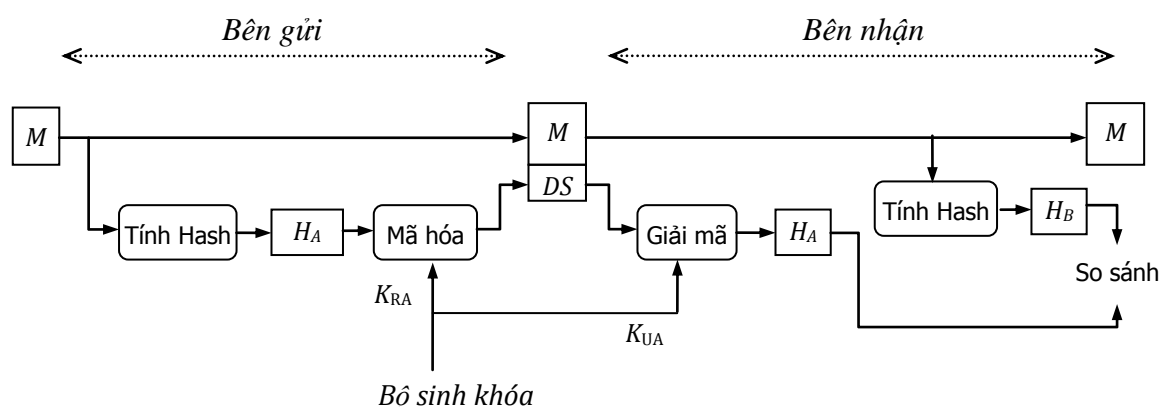 Bên gửi
Bên nhận
M
M
M
DS
Tính Hash
H_A
Mã hóa
Giải mã
H_A
Tính Hash
H_B
So sánh
K_RA
K_UA
Bô sinh khóa